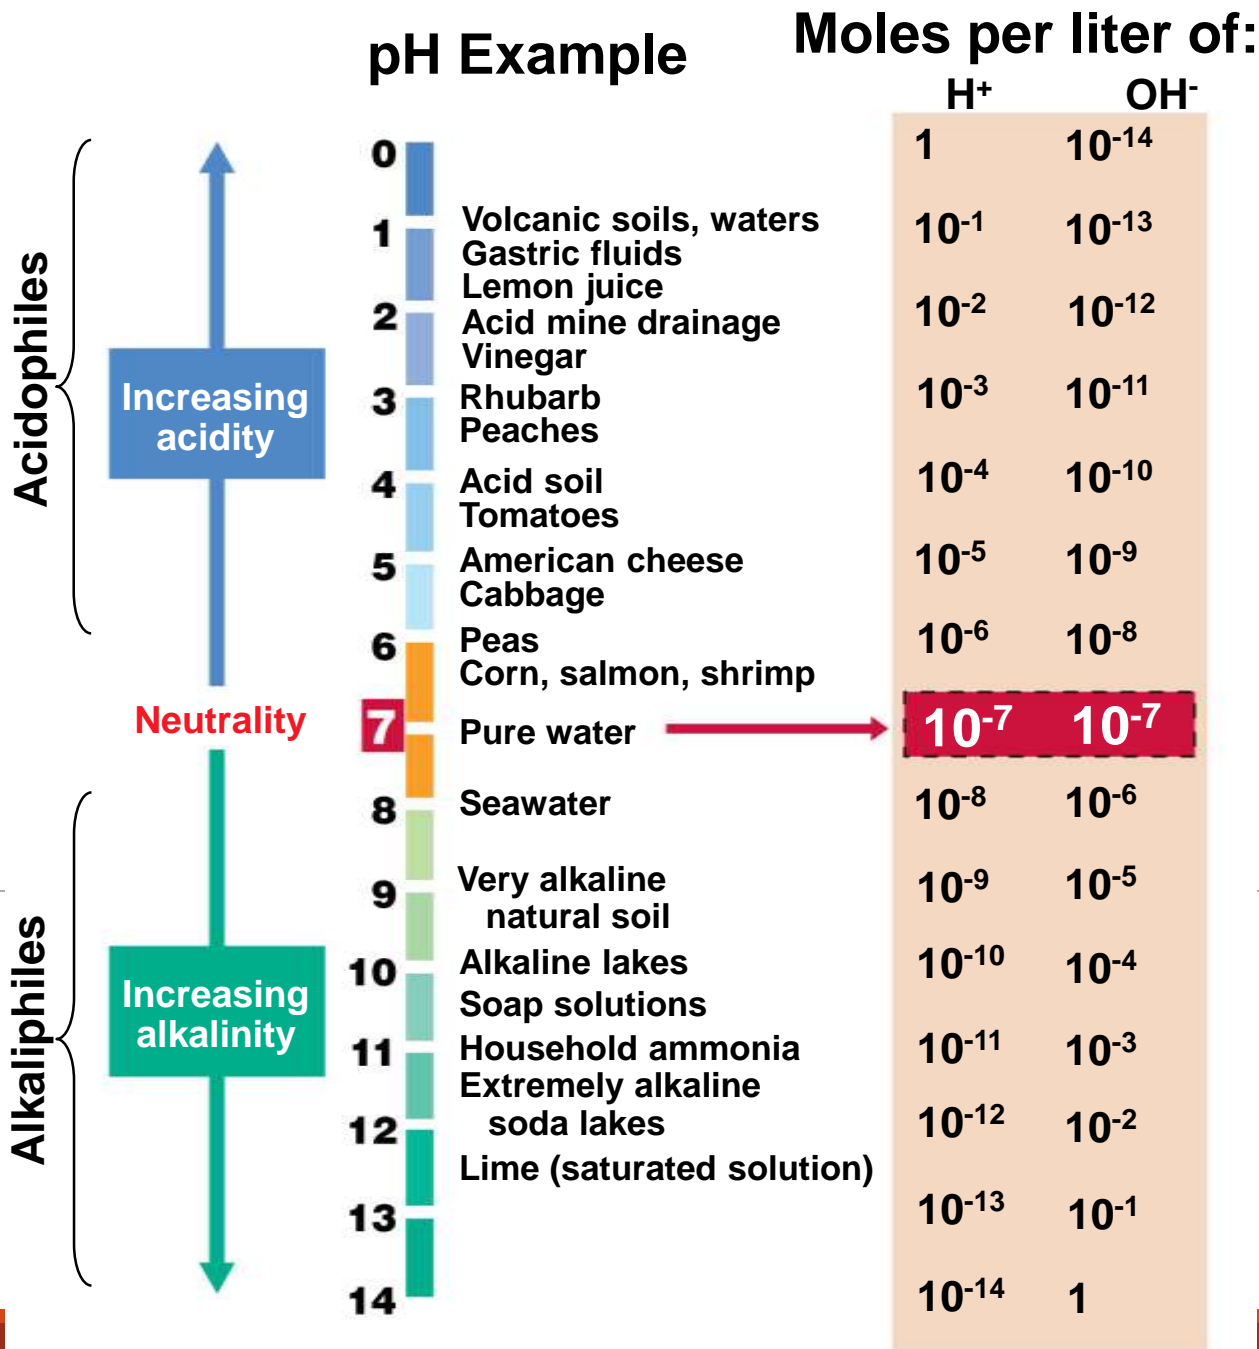 pH Example
Moles per liter of:
H⁺ OH⁻
0 1 10⁻¹⁴
1 Volcanic soils, waters 10⁻¹ 10⁻¹³
Gastric fluids
Lemon juice
2 Acid mine drainage 10⁻² 10⁻¹²
Vinegar
3 Rhubarb 10⁻³ 10⁻¹¹
Peaches
4 Acid soil 10⁻⁴ 10⁻¹⁰
Tomatoes
5 American cheese 10⁻⁵ 10⁻⁹
Cabbage
6 Peas 10⁻⁶ 10⁻⁸
Corn, salmon, shrimp
Acidophiles
Increasing
acidity
Neutrality
7 Pure water 10⁻⁷ 10⁻⁷
8 Seawater 10⁻⁸ 10⁻⁶
9 Very alkaline 10⁻⁹ 10⁻⁵
natural soil
10 Alkaline lakes 10⁻¹⁰ 10⁻⁴
Soap solutions
11 Household ammonia 10⁻¹¹ 10⁻³
Extremely alkaline
soda lakes
12 10⁻¹² 10⁻²
Lime (saturated solution)
13 10⁻¹³ 10⁻¹
14 10⁻¹⁴ 1
Alkaliphiles
Increasing
alkalinity